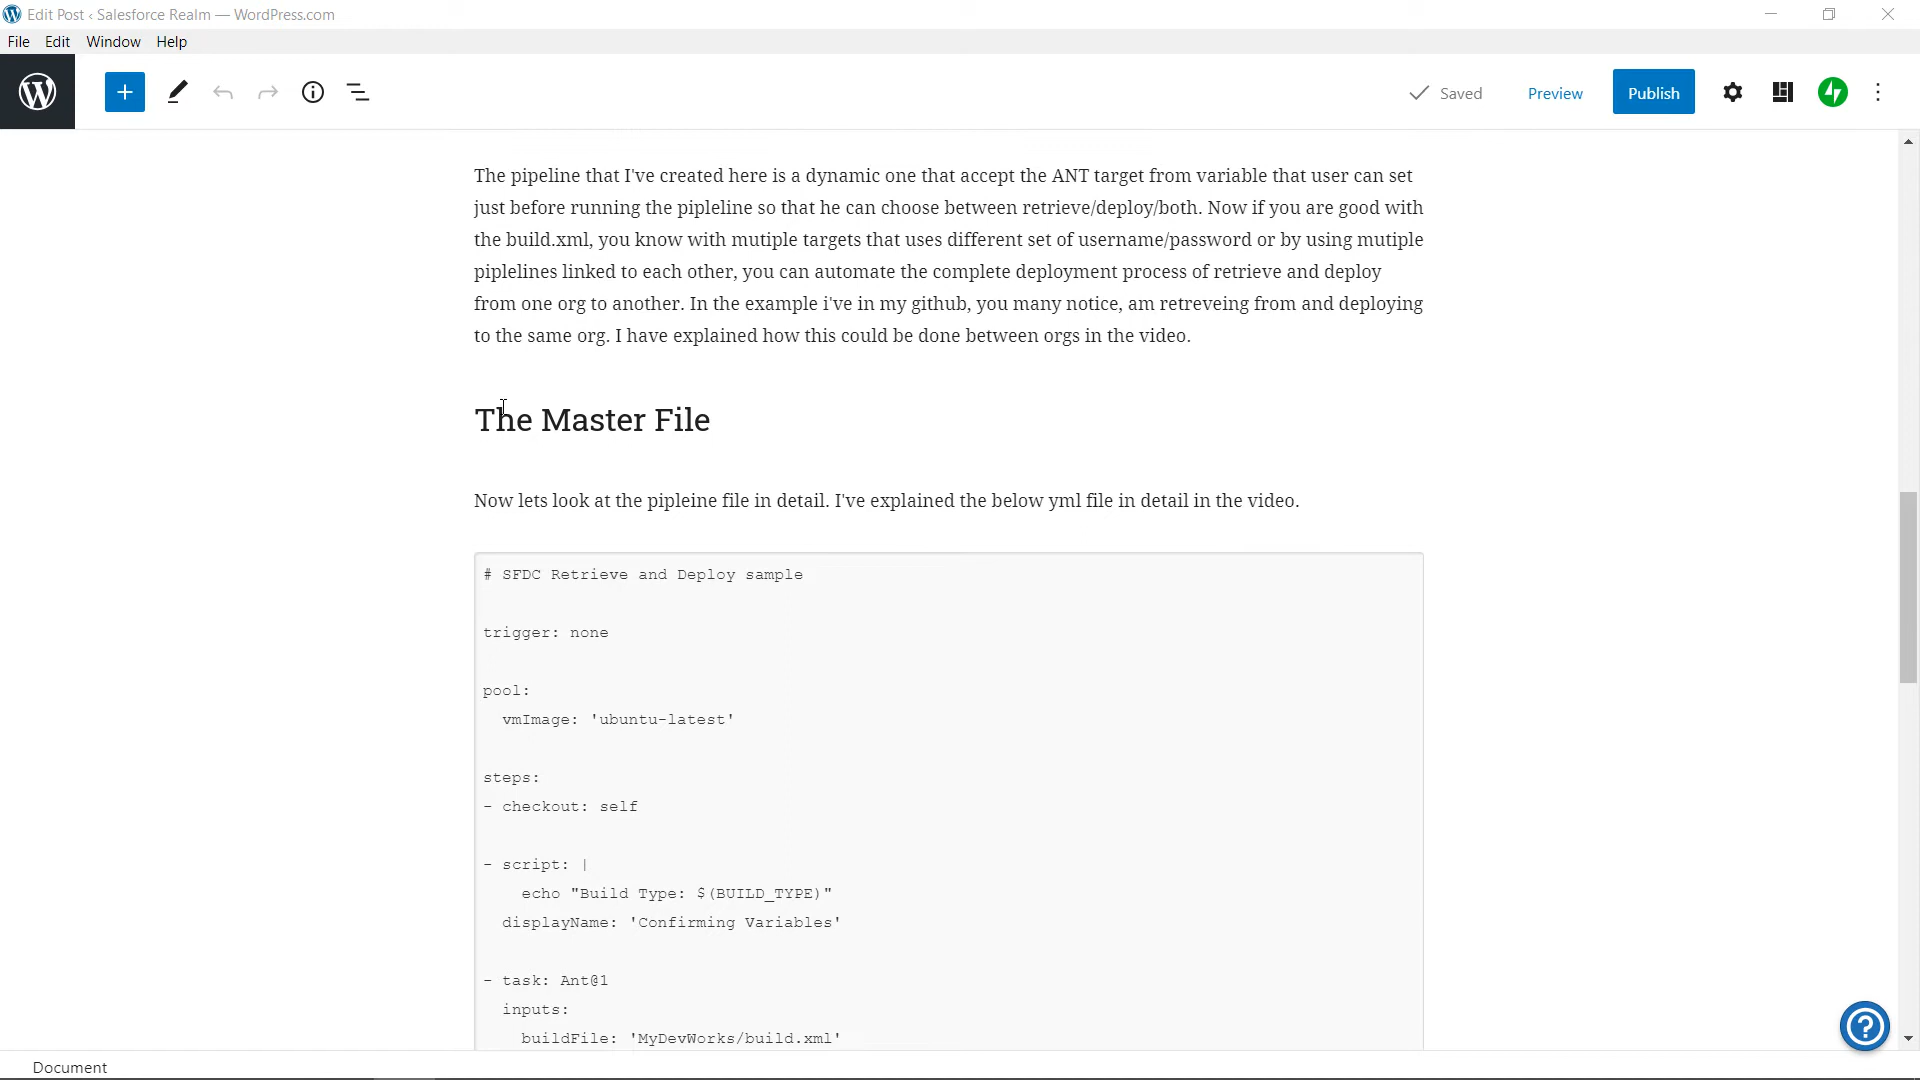 Edit Post ‹ Salesforce Realm — WordPress.com
File Edit Window Help
Saved Preview Publish
The pipeline that I've created here is a dynamic one that accept the ANT target from variable that user can set
just before running the pipleline so that he can choose between retrieve/deploy/both. Now if you are good with
the build.xml, you know with mutiple targets that uses different set of username/password or by using mutiple
piplelines linked to each other, you can automate the complete deployment process of retrieve and deploy
from one org to another. In the example i've in my github, you many notice, am retreveing from and deploying
to the same org. I have explained how this could be done between orgs in the video.
The Master File
Now lets look at the pipleine file in detail. I've explained the below yml file in detail in the video.
# SFDC Retrieve and Deploy sample
trigger: none
pool:
  vmImage: 'ubuntu-latest'
steps:
- checkout: self
- script: |
    echo "Build Type: $(BUILD_TYPE)"
  displayName: 'Confirming Variables'
- task: Ant@1
  inputs:
    buildFile: 'MyDevWorks/build.xml'
Document